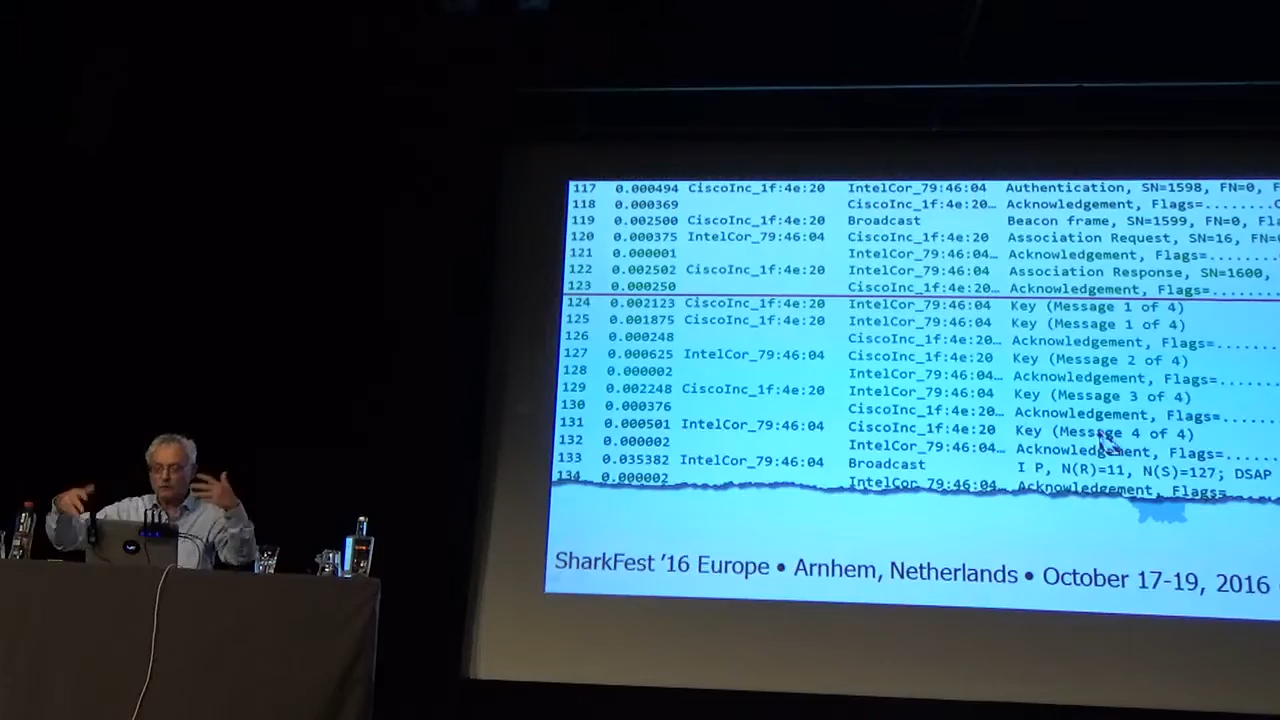 117 0.000494 CiscoInc_1f:4e:20 IntelCor_79:46:04 Authentication, SN=1598, FN=0, F
118 0.000369 CiscoInc_1f:4e:20… Acknowledgement, Flags=........C
119 0.002500 CiscoInc_1f:4e:20 Broadcast Beacon frame, SN=1599, FN=0, Fla
120 0.000375 IntelCor_79:46:04 CiscoInc_1f:4e:20 Association Request, SN=16, FN=0
121 0.000001 IntelCor_79:46:04… Acknowledgement, Flags=........
122 0.002502 CiscoInc_1f:4e:20 IntelCor_79:46:04 Association Response, SN=1600,
123 0.000250 CiscoInc_1f:4e:20… Acknowledgement, Flags=........
124 0.002123 CiscoInc_1f:4e:20 IntelCor_79:46:04 Key (Message 1 of 4)
125 0.001875 CiscoInc_1f:4e:20 IntelCor_79:46:04 Key (Message 1 of 4)
126 0.000248 CiscoInc_1f:4e:20… Acknowledgement, Flags=.......
127 0.000625 IntelCor_79:46:04 CiscoInc_1f:4e:20 Key (Message 2 of 4)
128 0.000002 IntelCor_79:46:04… Acknowledgement, Flags=.......
129 0.002248 CiscoInc_1f:4e:20 IntelCor_79:46:04 Key (Message 3 of 4)
130 0.000376 CiscoInc_1f:4e:20… Acknowledgement, Flags=......
131 0.000501 IntelCor_79:46:04 CiscoInc_1f:4e:20 Key (Message 4 of 4)
132 0.000002 IntelCor_79:46:04… Acknowledgement, Flags=......
133 0.035382 IntelCor_79:46:04 Broadcast I P, N(R)=11, N(S)=127; DSAP
134 0.000002 IntelCor_79:46:04… Acknowledgement, Flags=
SharkFest '16 Europe • Arnhem, Netherlands • October 17-19, 2016